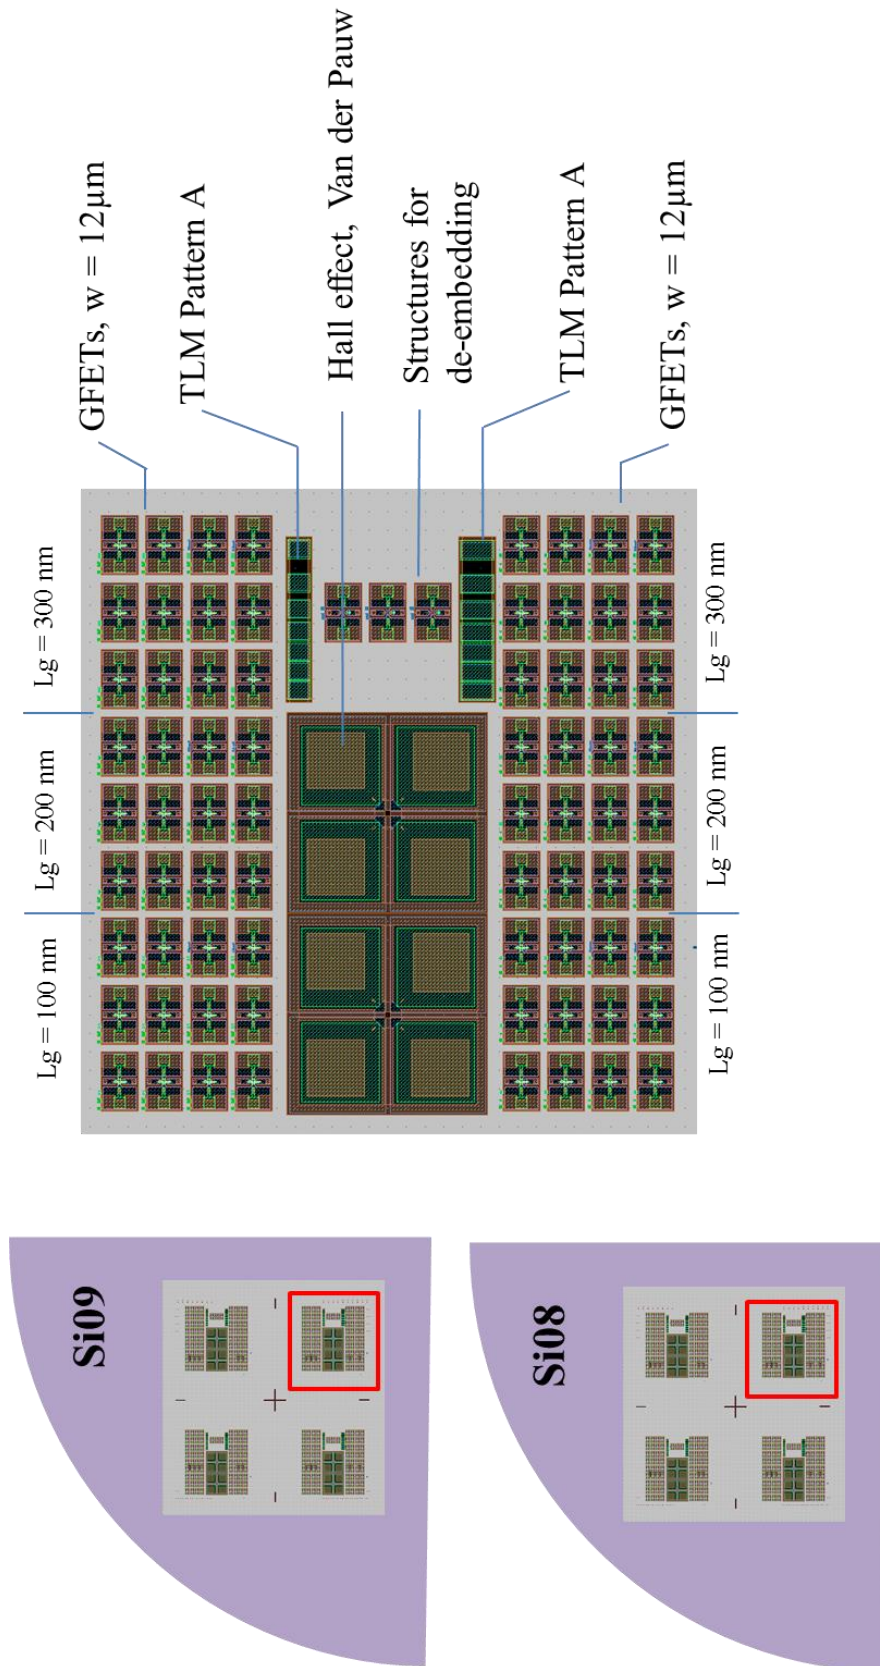 GFETs, w = 12μm
TLM Pattern A
Hall effect, Van der Pauw
Structures for
de-embedding
TLM Pattern A
GFETs, w = 12μm
Lg = 100 nm
Lg = 200 nm
Lg = 300 nm
Lg = 100 nm
Lg = 200 nm
Lg = 300 nm
Si09
Si08